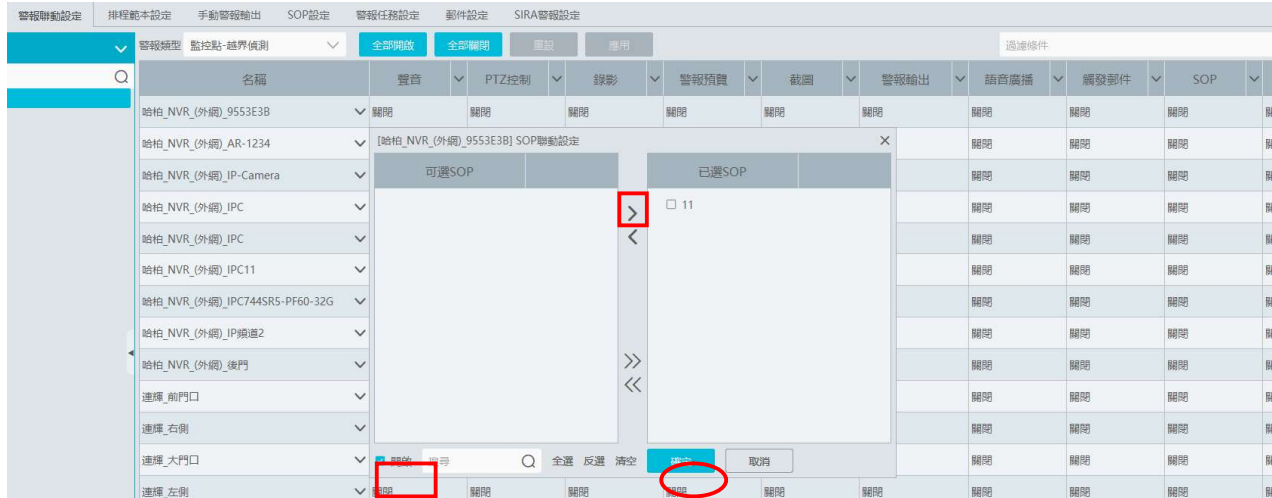 警報聯動設定 排程範本設定 手動警報輸出 SOP設定 警報任務設定 郵件設定 SIRA警報設定
警報類型 監控點-越界偵測 全部開啟 全部關閉 重設 應用 過濾條件
名稱 聲音 PTZ控制 錄影 警報預覽 截圖 警報輸出 語音廣播 觸發郵件 SOP
哈柏_NVR_(外網)_9553E3B 關閉 關閉 關閉 關閉 關閉 關閉 關閉 關閉 關閉
哈柏_NVR_(外網)_AR-1234 關閉 關閉 關閉
哈柏_NVR_(外網)_IP-Camera 關閉 關閉 關閉
哈柏_NVR_(外網)_IPC 關閉 關閉 關閉
哈柏_NVR_(外網)_IPC 關閉 關閉 關閉
哈柏_NVR_(外網)_IPC11 關閉 關閉 關閉
哈柏_NVR_(外網)_IPC744SR5-PF60-32G 關閉 關閉 關閉
哈柏_NVR_(外網)_IP頻道2 關閉 關閉 關閉
哈柏_NVR_(外網)_後門 關閉 關閉 關閉
連輝_前門口 關閉 關閉 關閉
連輝_右側 關閉 關閉 關閉
連輝_大門口 關閉 關閉 關閉
連輝_左側 關閉 關閉 關閉 關閉 關閉 關閉 關閉 關閉 關閉
[哈柏_NVR_(外網)_9553E3B] SOP聯動設定
可選SOP 已選SOP
11
開啟 搜尋 全選 反選 清空 確定 取消